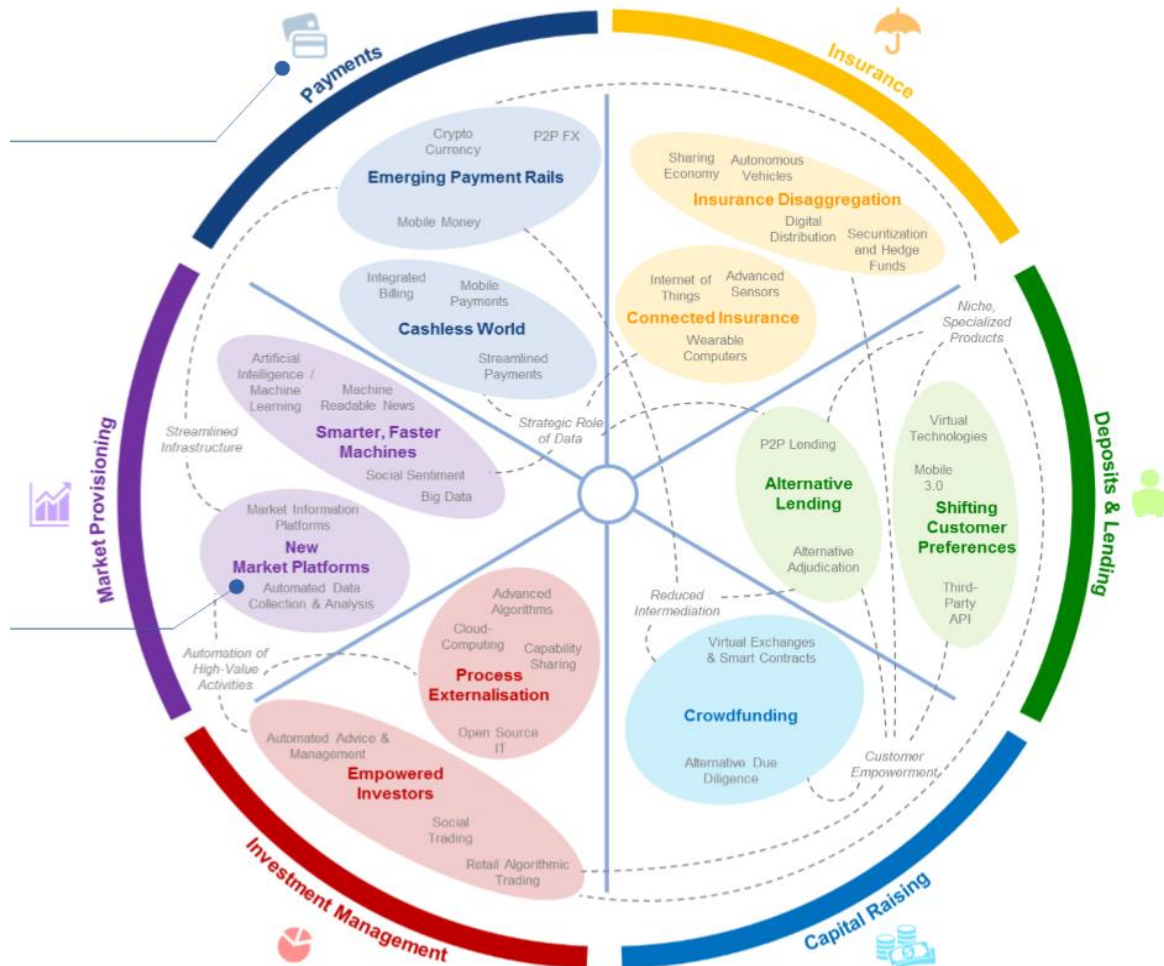 Payments
Crypto
Currency
P2P FX
Emerging Payment Rails
Mobile Money
Integrated
Billing
Mobile
Payments
Cashless World
Streamlined
Payments
Insurance
Sharing
Economy
Autonomous
Vehicles
Insurance Disaggregation
Digital
Distribution
Securitization
and Hedge
Funds
Internet of
Things
Advanced
Sensors
Connected Insurance
Wearable
Computers
Niche,
Specialized
Products
Deposits & Lending
P2P Lending
Alternative
Lending
Alternative
Adjudication
Virtual
Technologies
Mobile
3.0
Shifting
Customer
Preferences
Third-
Party
API
Strategic Role
of Data
Market Provisioning
Artificial
Intelligence /
Machine
Learning
Machine
Readable News
Smarter, Faster
Machines
Social Sentiment
Big Data
Streamlined
Infrastructure
Market Information
Platforms
New
Market Platforms
Automated Data
Collection & Analysis
Automation of
High-Value
Activities
Investment Management
Advanced
Algorithms
Cloud-
Computing
Capability
Sharing
Process
Externalisation
Open Source
IT
Automated Advice &
Management
Empowered
Investors
Social
Trading
Retail Algorithmic
Trading
Reduced
Intermediation
Capital Raising
Virtual Exchanges
& Smart Contracts
Crowdfunding
Alternative Due
Diligence
Customer
Empowerment